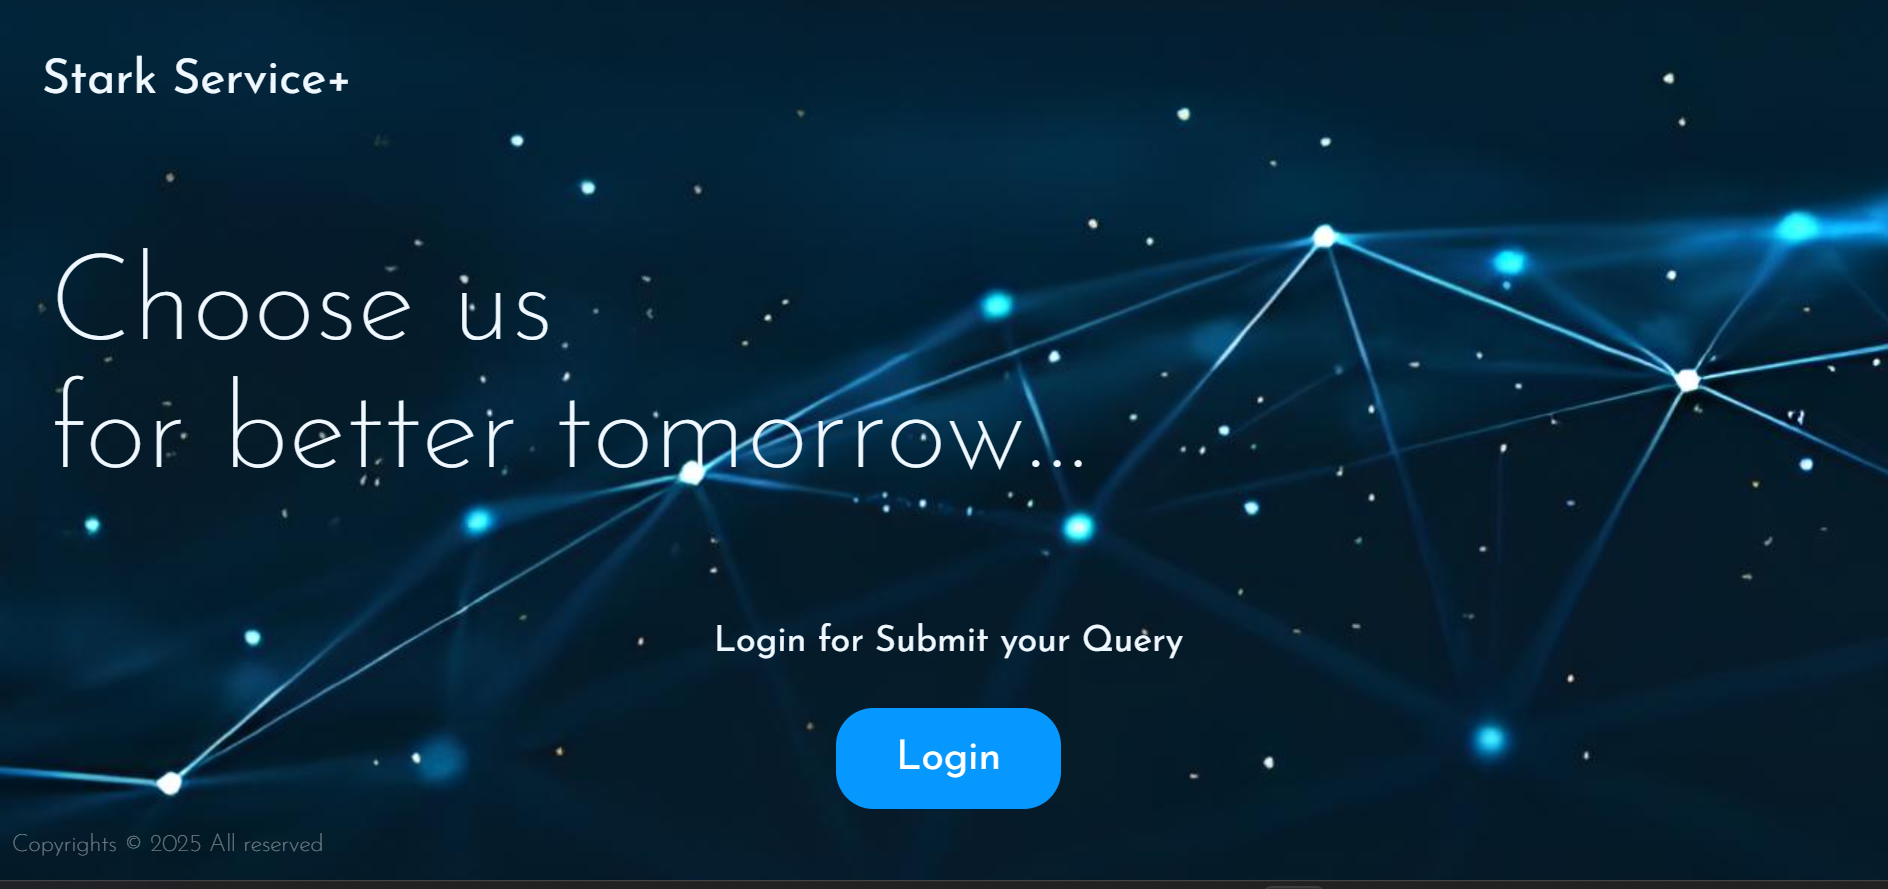 Stark Service+
Choose us
for better tomorrow...
Login for Submit your Query
Login
Copyrights © 2025 All reserved